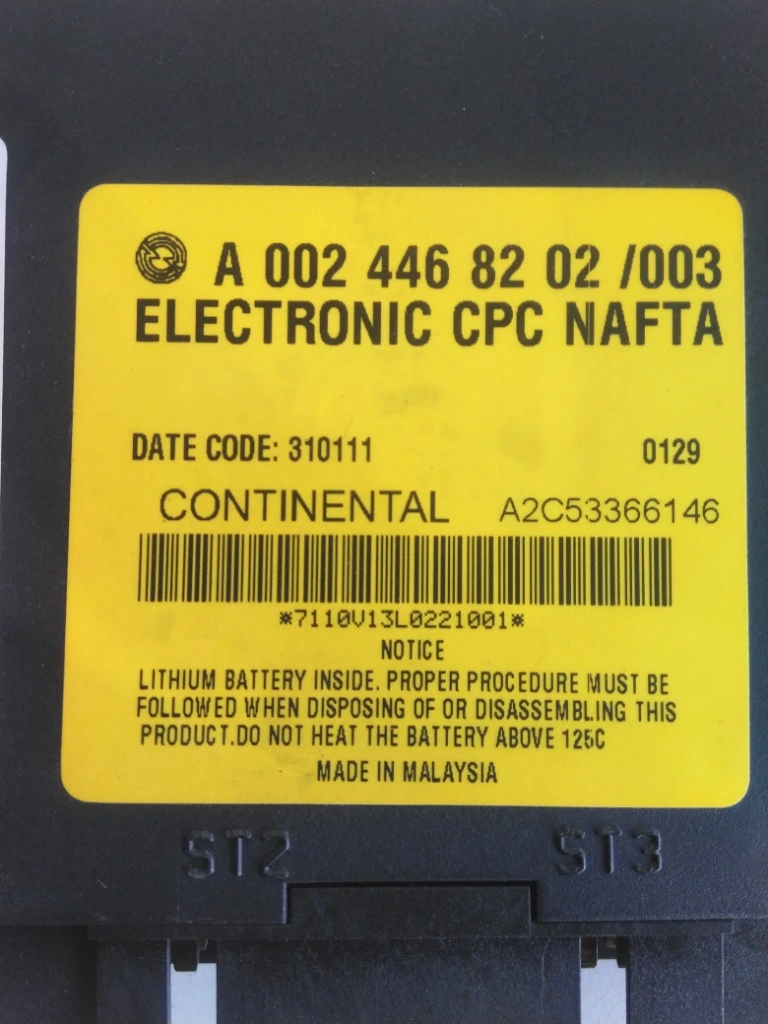 A 002 446 82 02 /003
ELECTRONIC CPC NAFTA
DATE CODE: 310111 0129
CONTINENTAL A2C53366146
*7110V13L0221001*
NOTICE
LITHIUM BATTERY INSIDE. PROPER PROCEDURE MUST BE
FOLLOWED WHEN DISPOSING OF OR DISASSEMBLING THIS
PRODUCT.DO NOT HEAT THE BATTERY ABOVE 125C
MADE IN MALAYSIA
ST2 ST3